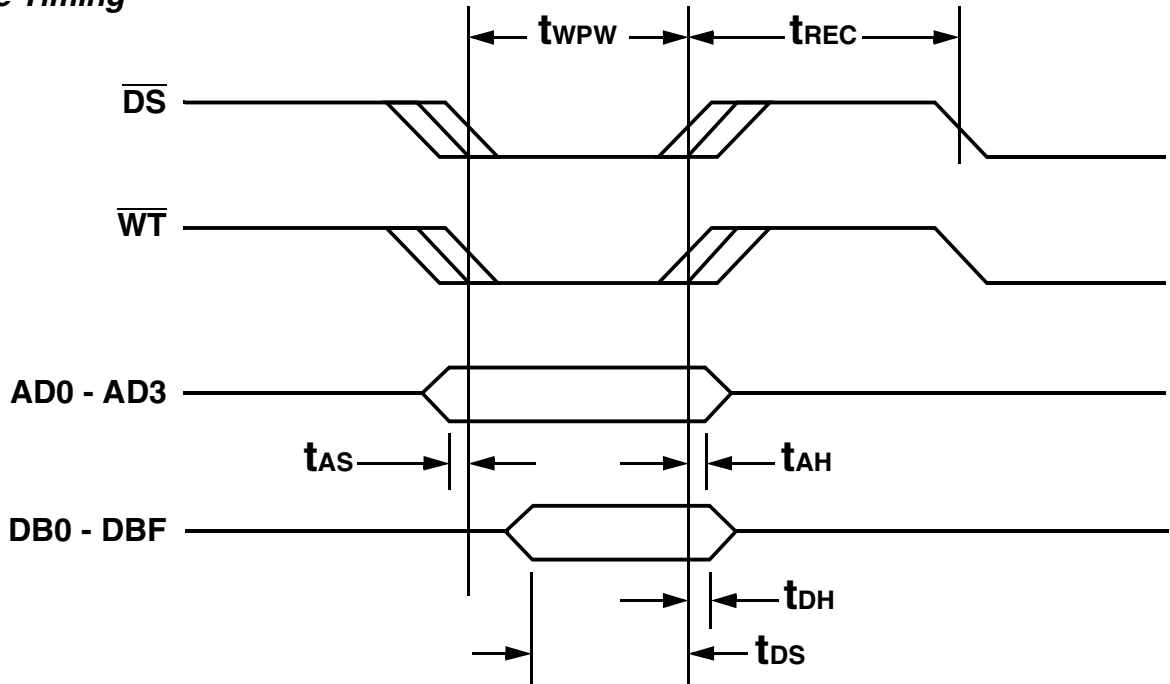 Timing
tWPW
tREC
DS
WT
AD0 - AD3
tAS
tAH
DB0 - DBF
tDH
tDS